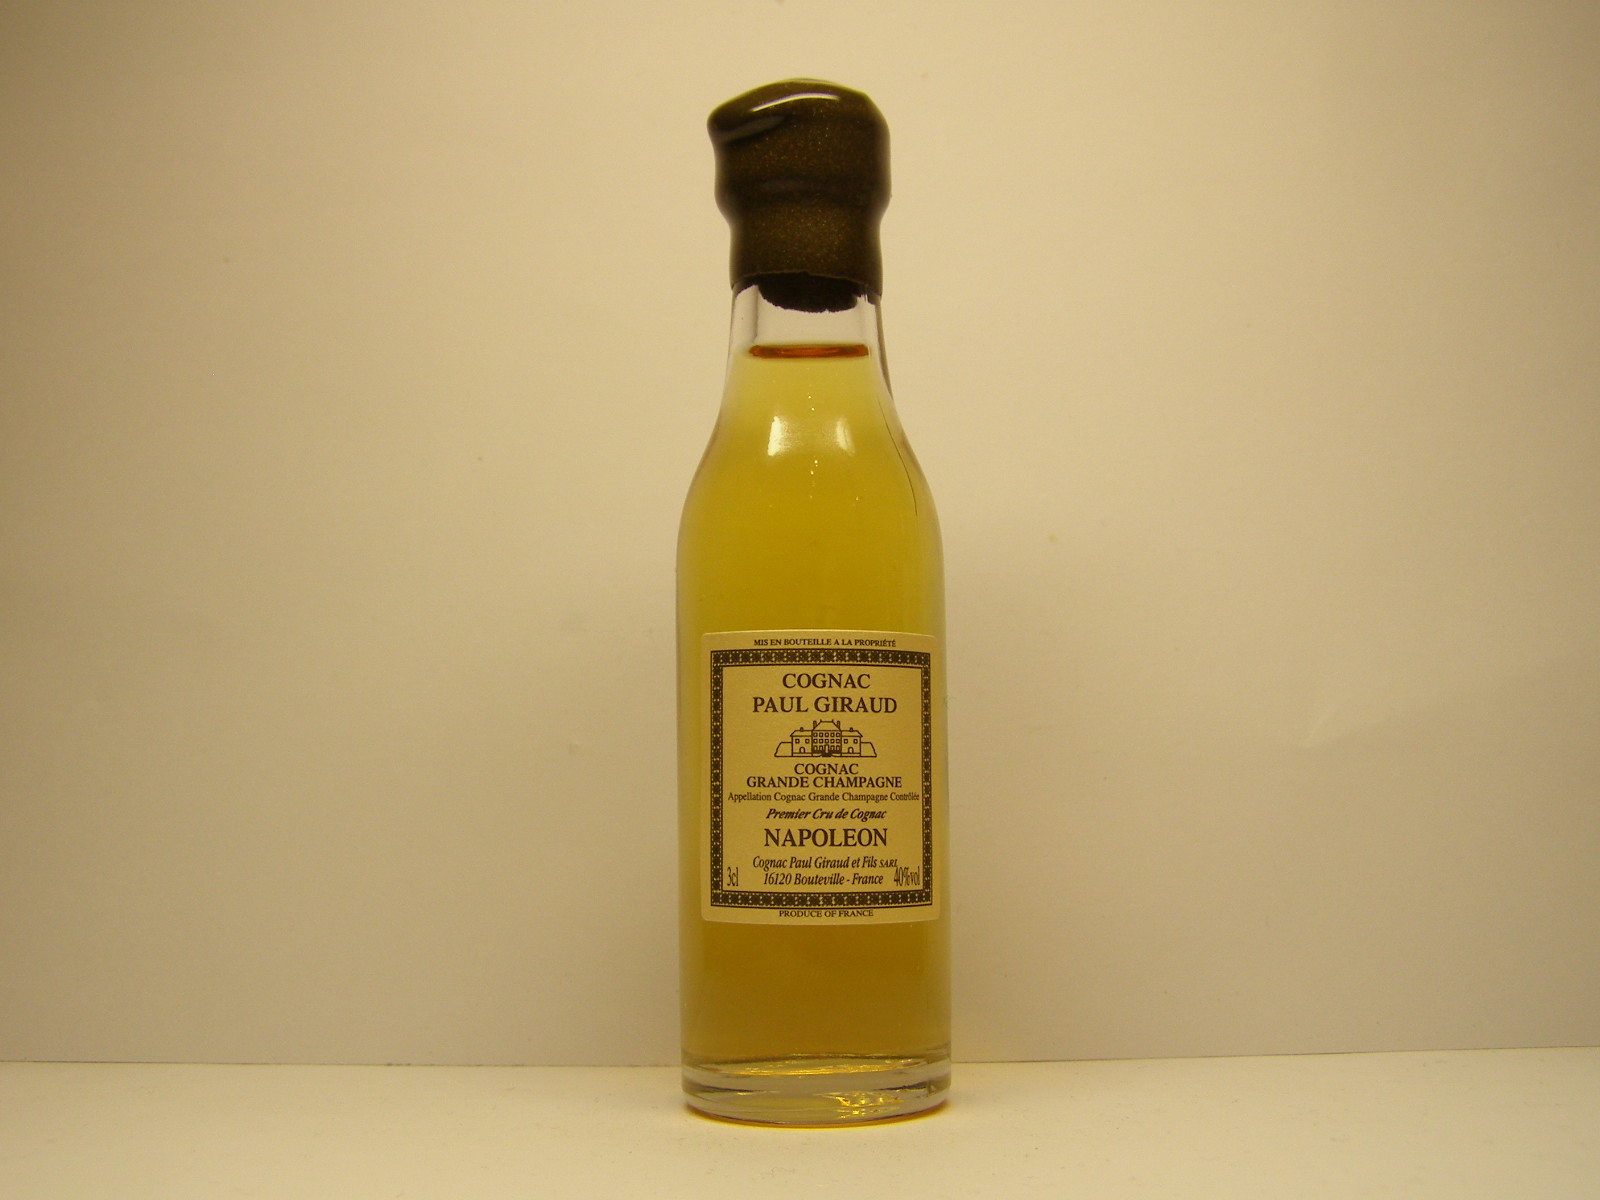 MIS EN BOUTEILLE A LA PROPRIÉTÉ
COGNAC
PAUL GIRAUD
COGNAC
GRANDE CHAMPAGNE
Appellation Cognac Grande Champagne Contrôlée
Premier Cru de Cognac
NAPOLEON
Cognac Paul Giraud et Fils SARL
3cl 16120 Bouteville - France 40%vol
PRODUCE OF FRANCE